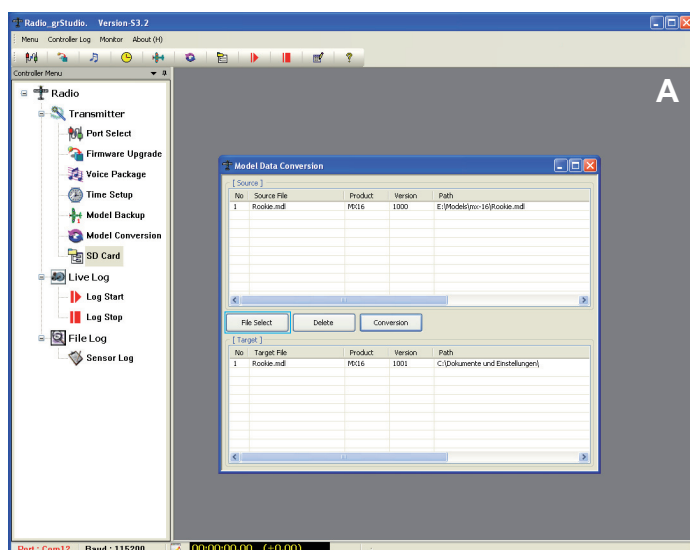 Radio_grStudio. Version-S3.2
Menu Controller Log Monitor About (H)
Controller Menu
A
Radio
Transmitter
Port Select
Firmware Upgrade
Voice Package
Time Setup
Model Backup
Model Conversion
SD Card
Live Log
Log Start
Log Stop
File Log
Sensor Log
Model Data Conversion
[ Source ]
No Source File Product Version Path
1 Rookie.mdl MX16 1000 E:\Models\mx-16\Rookie.mdl
File Select Delete Conversion
[ Target ]
No Target File Product Version Path
1 Rookie.mdl MX16 1001 C:\Dokumente und Einstellungen\
Port : Com12 Baud : 115200 00:00:00.00 (+0.00)